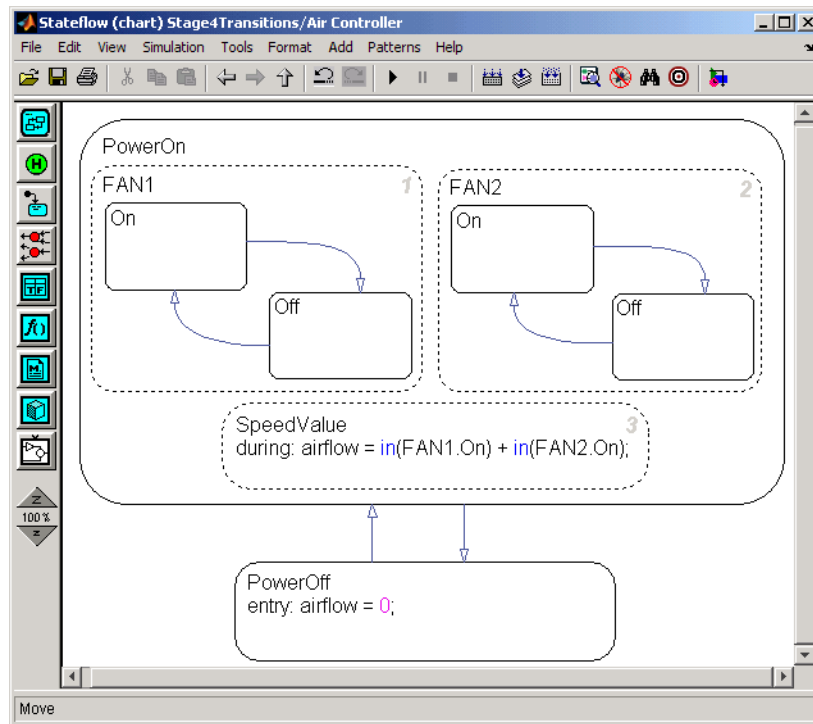 Stateflow (chart) Stage4Transitions/Air Controller
File Edit View Simulation Tools Format Add Patterns Help
PowerOn
FAN1
1
On
Off
FAN2
2
On
Off
SpeedValue
3
during: airflow = in(FAN1.On) + in(FAN2.On);
PowerOff
entry: airflow = 0;
H
TF
f()
M
Z
100%
z
Move